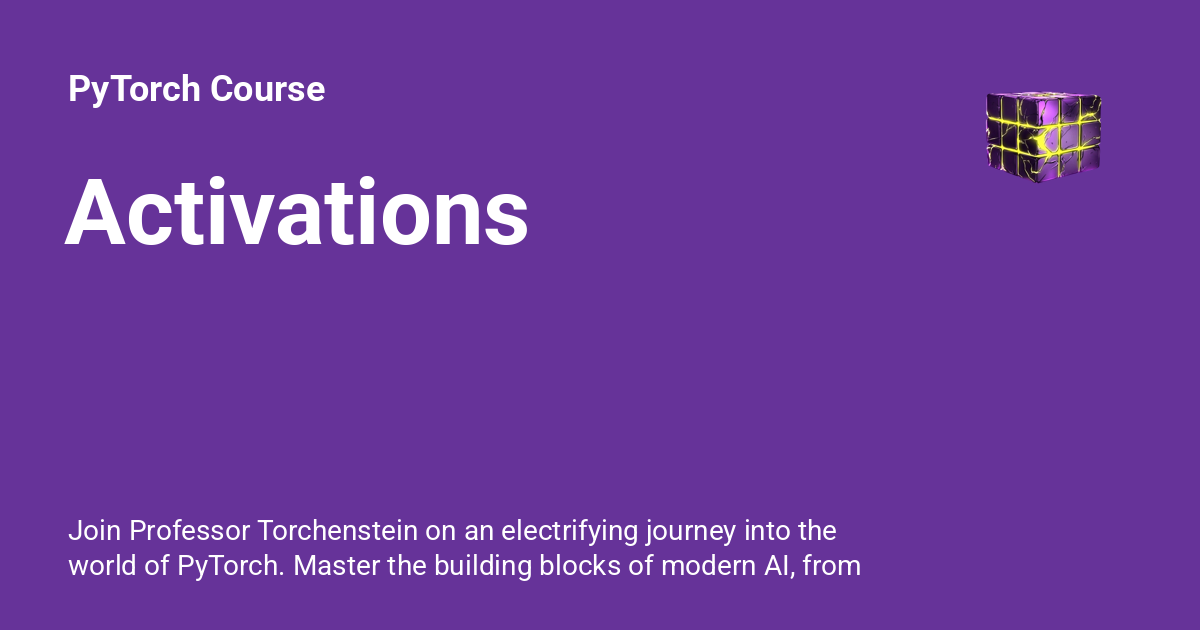 PyTorch Course
Activations
Join Professor Torchenstein on an electrifying journey into the
world of PyTorch. Master the building blocks of modern AI, from